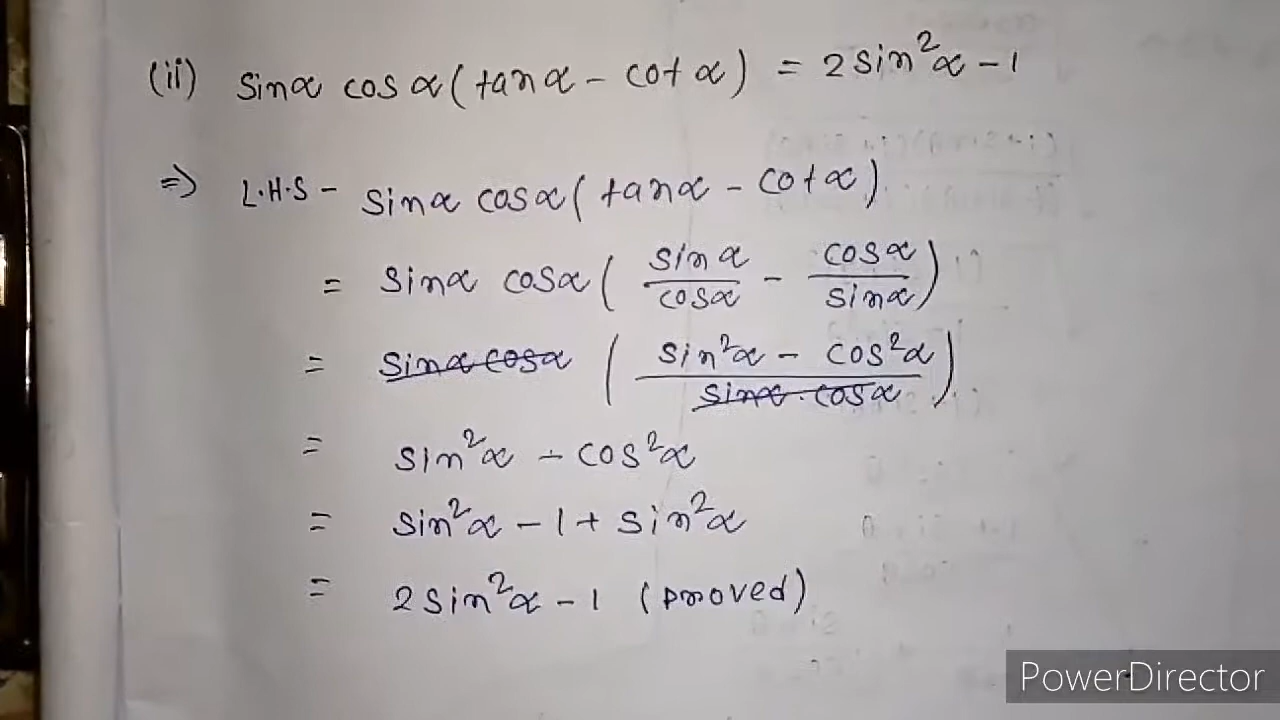 (ii) sinα cosα(tanα - cotα) = 2sin²α - 1
=> L.H.S - sinα cosα(tanα - cotα)
= sinα cosα(sinα/cosα - cosα/sinα)
= sinα cosα (sin²α - cos²α/sinα·cosα)
= sin²α - cos²α
= sin²α - 1 + sin²α
= 2sin²α - 1 (proved)
PowerDirector